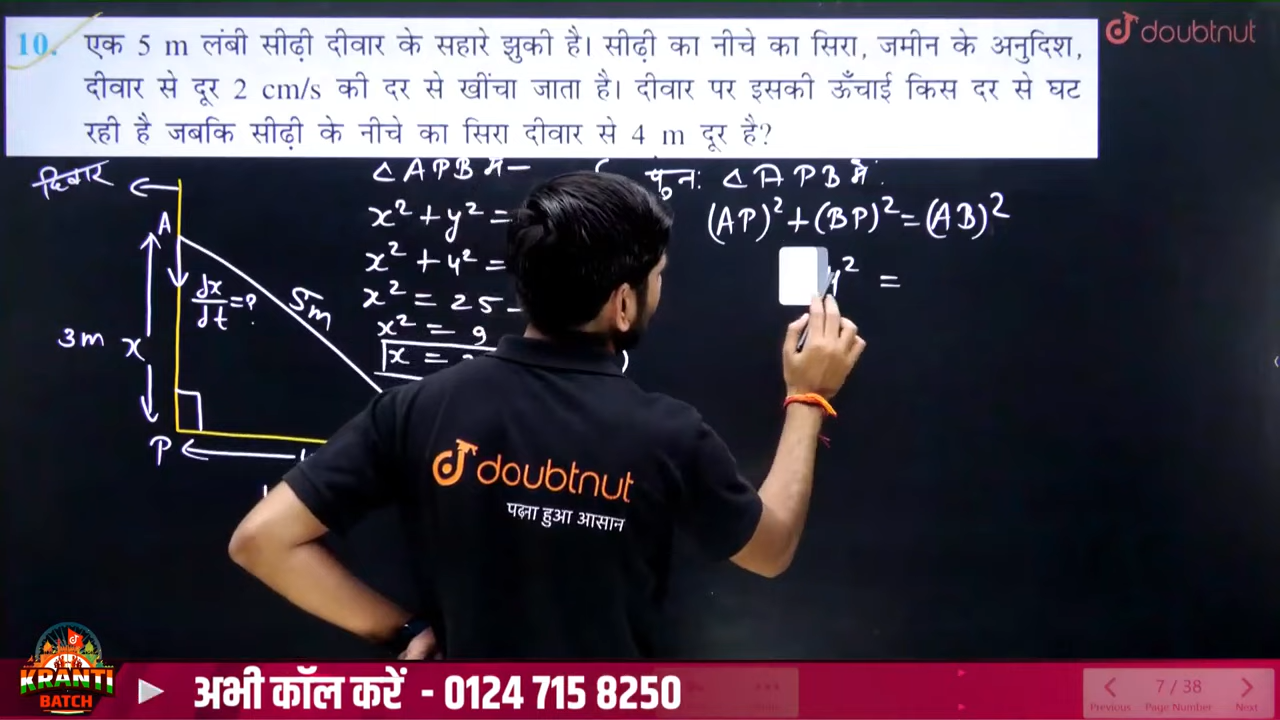 10. एक 5 m लंबी सीढ़ी दीवार के सहारे झुकी है। सीढ़ी का नीचे का सिरा, जमीन के अनुदिश,
दीवार से दूर 2 cm/s की दर से खींचा जाता है। दीवार पर इसकी ऊँचाई किस दर से घट
रही है जबकि सीढ़ी के नीचे का सिरा दीवार से 4 m दूर है?
doubtnut
दिवार
A
dx/dt = ?
5m
3m x
P
△APB में –
x² + y² =
x² + 4² =
x² = 25 -
x² = 9
x =
पुनः △APB में:
(AP)² + (BP)² = (AB)²
y² =
doubtnut
पढ़ना हुआ आसान
KRANTI
BATCH
अभी कॉल करें - 0124 715 8250
7 / 38
Previous Page Number Next